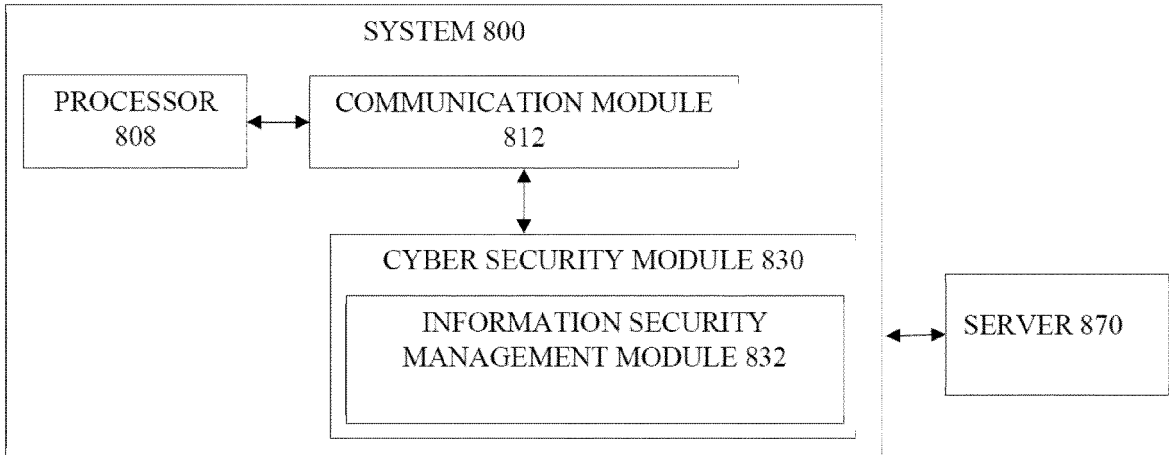 SYSTEM 800
PROCESSOR
808
COMMUNICATION MODULE
812
CYBER SECURITY MODULE 830
INFORMATION SECURITY
MANAGEMENT MODULE 832
SERVER 870